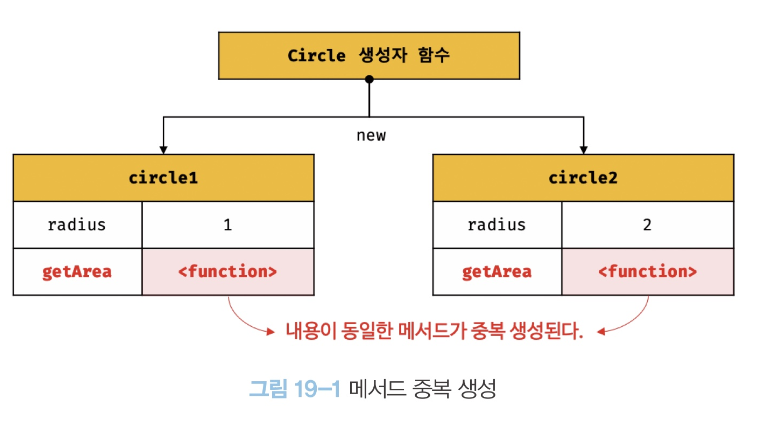 Circle 생성자 함수
new
circle1
radius 1
getArea <function>
circle2
radius 2
getArea <function>
내용이 동일한 메서드가 중복 생성된다.
그림 19-1 메서드 중복 생성